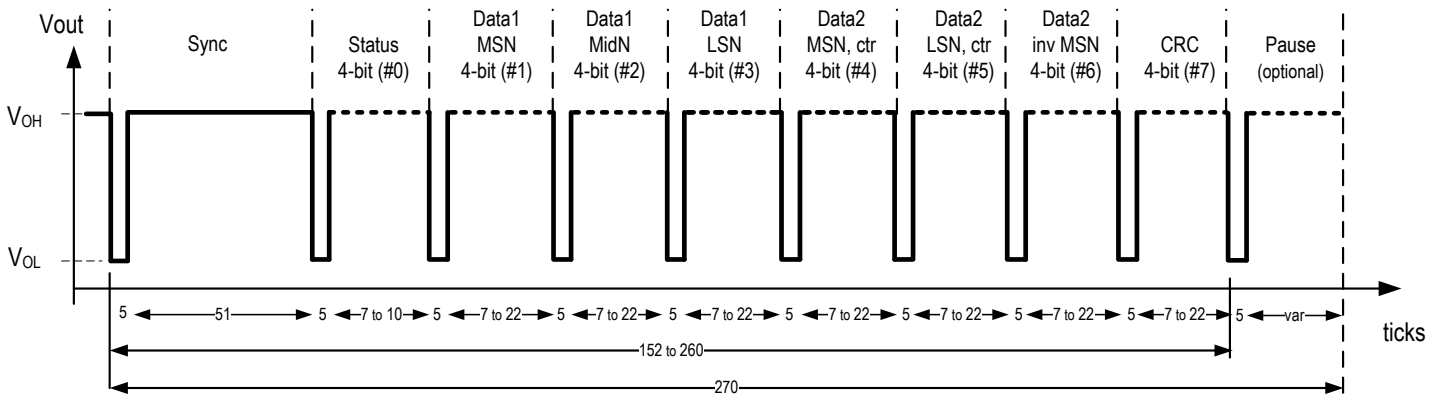 Vout
Sync
Status
4-bit (#0)
Data1
MSN
4-bit (#1)
Data1
MidN
4-bit (#2)
Data1
LSN
4-bit (#3)
Data2
MSN, ctr
4-bit (#4)
Data2
LSN, ctr
4-bit (#5)
Data2
inv MSN
4-bit (#6)
CRC
4-bit (#7)
Pause
(optional)
VOH
VOL
5 51 5 7 to 10 5 7 to 22 5 7 to 22 5 7 to 22 5 7 to 22 5 7 to 22 5 7 to 22 5 7 to 22 5 var
ticks
152 to 260
270